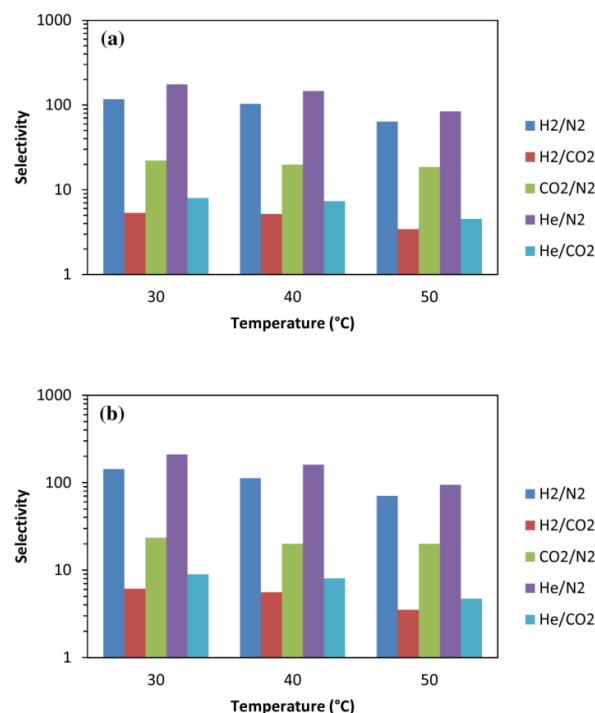 (a)
1000
100
10
1
Selectivity
30 40 50
Temperature (°C)
H2/N2
H2/CO2
CO2/N2
He/N2
He/CO2
(b)
1000
100
10
1
Selectivity
30 40 50
Temperature (°C)
H2/N2
H2/CO2
CO2/N2
He/N2
He/CO2